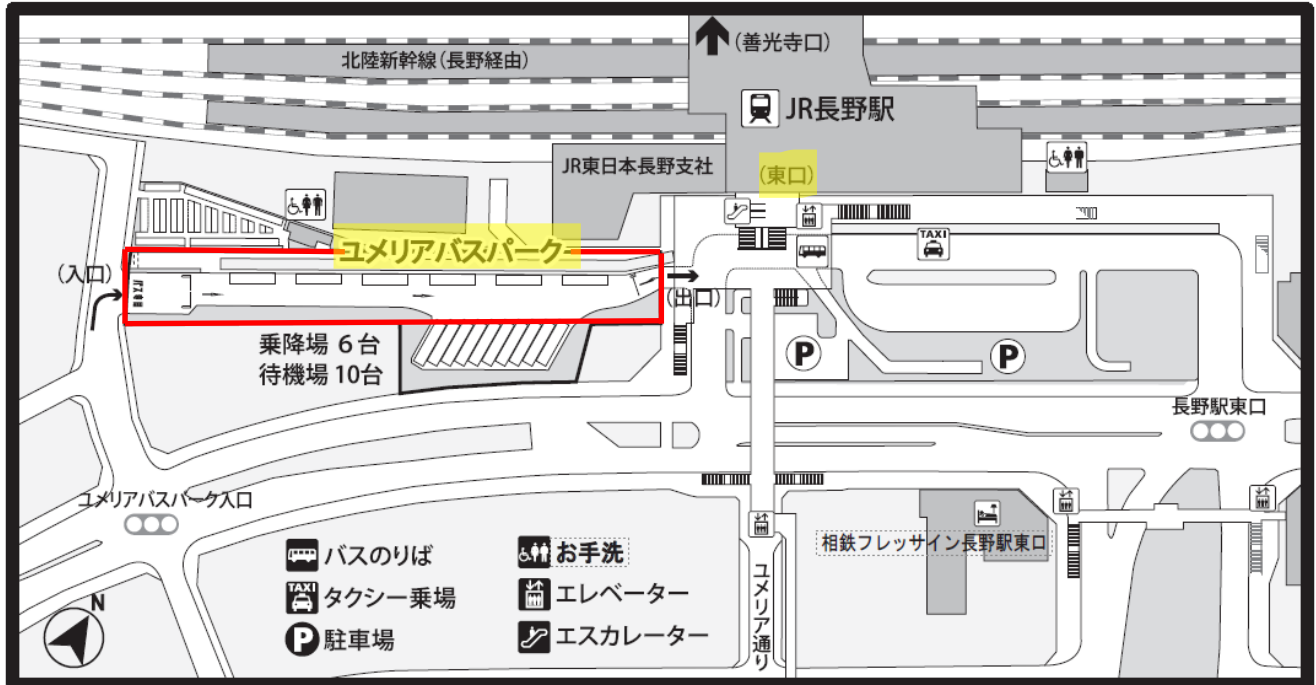 (善光寺口)
北陸新幹線(長野経由)
JR長野駅
JR東日本長野支社
(東口)
TAXI
ユメリアバスパーク
(入口)
バス専用
(出口)
乗降場 6台
待機場 10台
P
P
長野駅東口
ユメリアバスパーク入口
相鉄フレッサイン長野駅東口
ユメリア通り
N
バスのりば
お手洗
TAXI
タクシー乗場
エレベーター
P
駐車場
エスカレーター